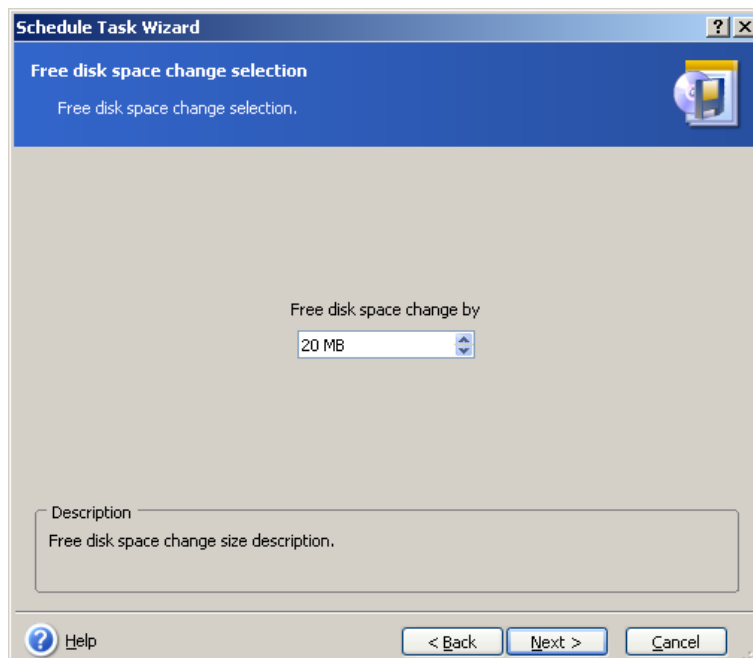 Schedule Task Wizard
Free disk space change selection
Free disk space change selection.
Free disk space change by
20 MB
Description
Free disk space change size description.
? Help
< Back
Next >
Cancel